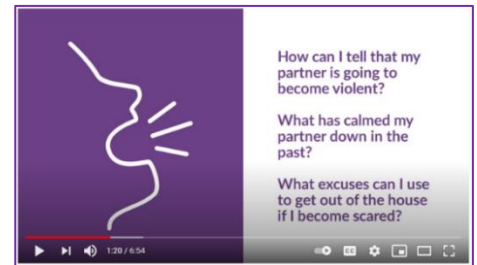 How can I tell that my
partner is going to
become violent?
What has calmed my
partner down in the
past?
What excuses can I use
to get out of the house
if I become scared?
1:20 / 6:54
CC